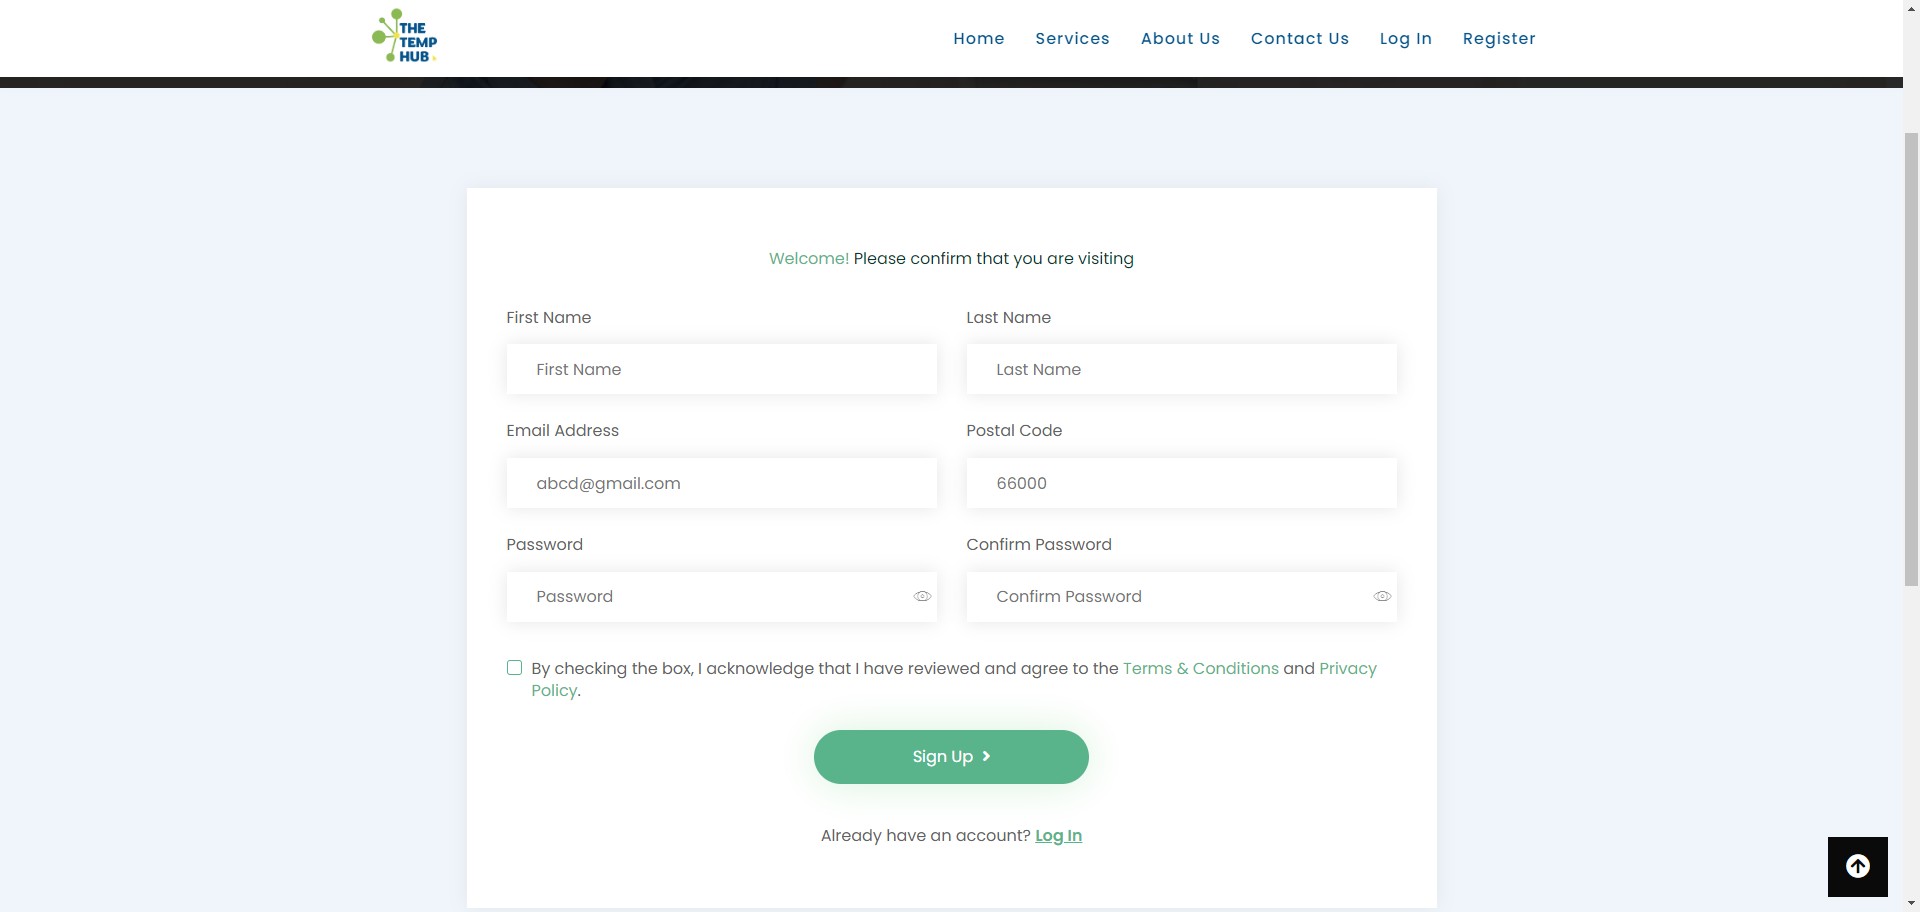 THE
TEMP
HUB
Home Services About Us Contact Us Log In Register
Welcome! Please confirm that you are visiting
First Name Last Name
First Name Last Name
Email Address Postal Code
abcd@gmail.com 66000
Password Confirm Password
Password Confirm Password
By checking the box, I acknowledge that I have reviewed and agree to the Terms & Conditions and Privacy
Policy.
Sign Up
Already have an account? Log In